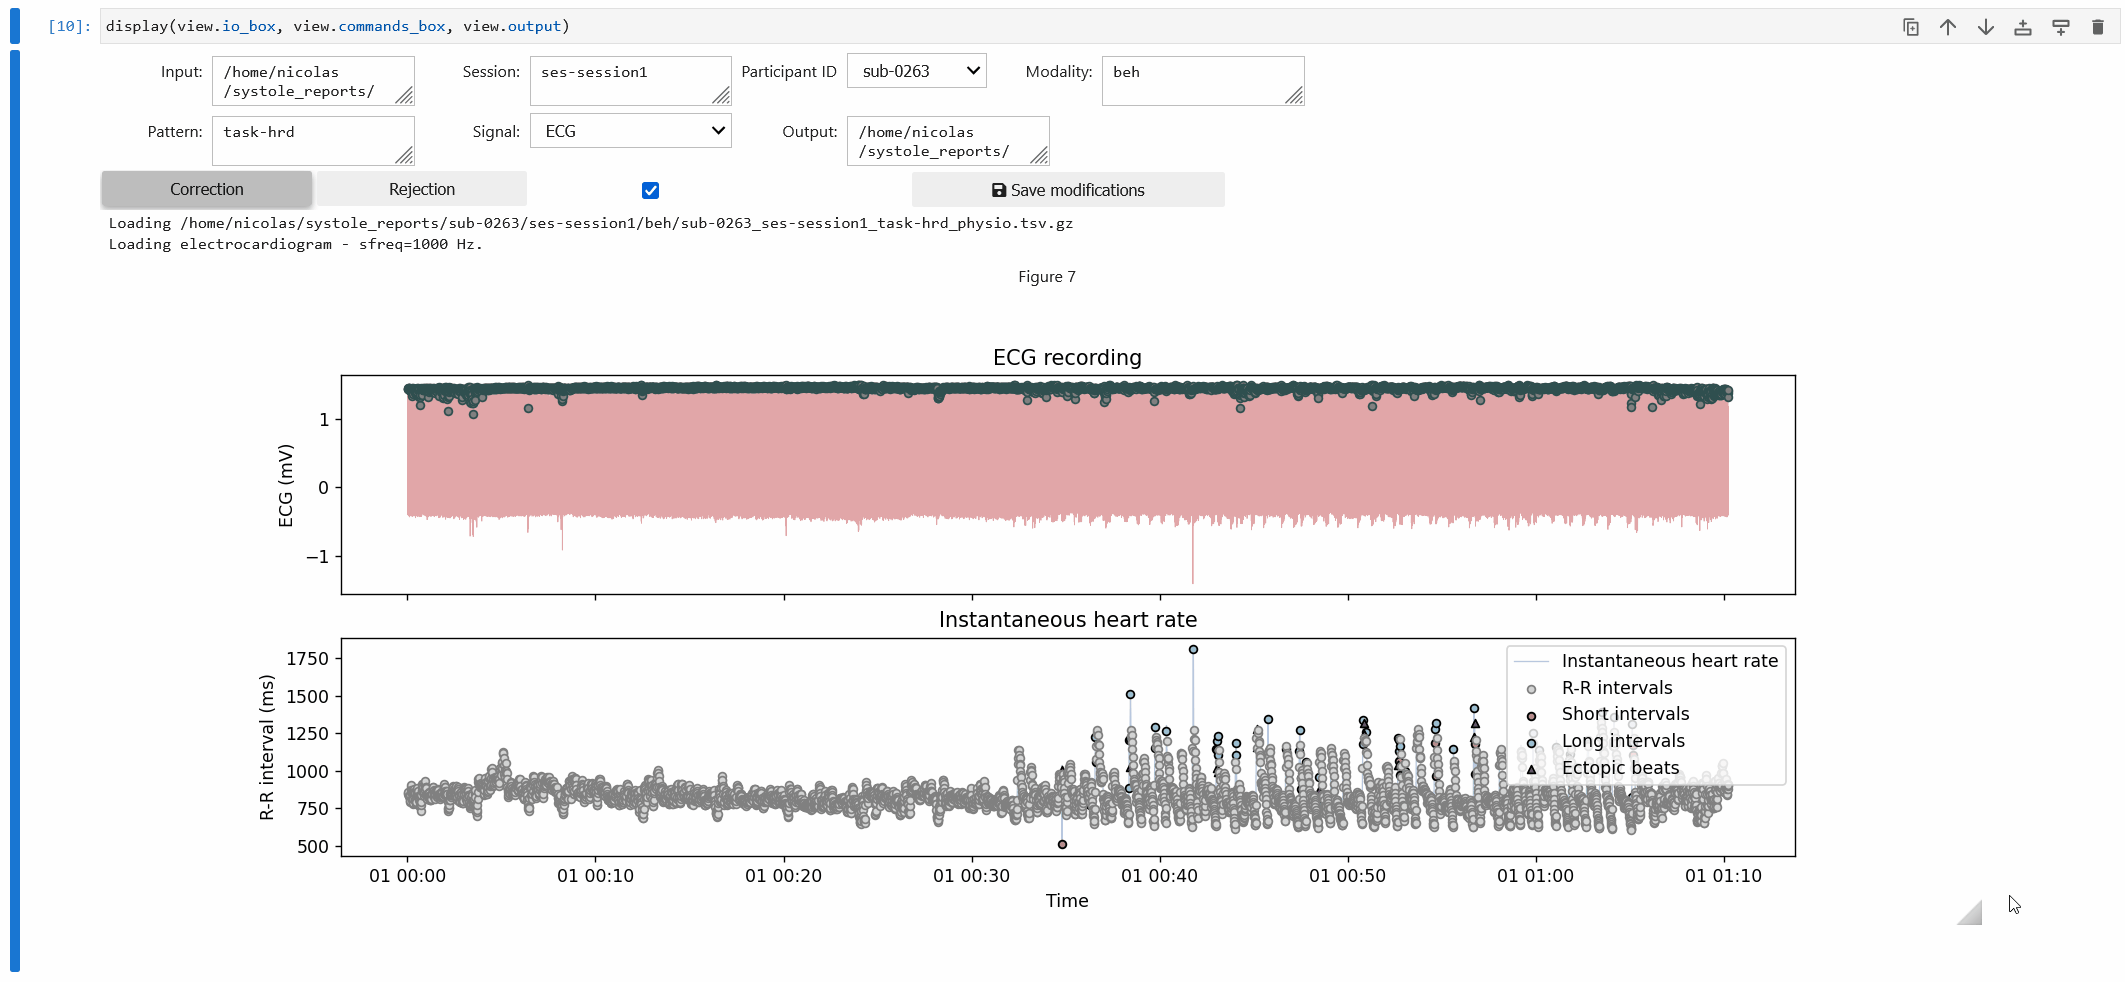 [10]: display(view.io_box, view.commands_box, view.output)
Input: /home/nicolas
/systole_reports/
Session: ses-session1
Participant ID sub-0263
Modality: beh
Pattern: task-hrd
Signal: ECG
Output: /home/nicolas
/systole_reports/
Correction Rejection Save modifications
Loading /home/nicolas/systole_reports/sub-0263/ses-session1/beh/sub-0263_ses-session1_task-hrd_physio.tsv.gz
Loading electrocardiogram - sfreq=1000 Hz.
Figure 7
ECG recording
ECG (mV)
1
0
−1
Instantaneous heart rate
R-R interval (ms)
1750
1500
1250
1000
750
500
Instantaneous heart rate
R-R intervals
Short intervals
Long intervals
Ectopic beats
01 00:00 01 00:10 01 00:20 01 00:30 01 00:40 01 00:50 01 01:00 01 01:10
Time